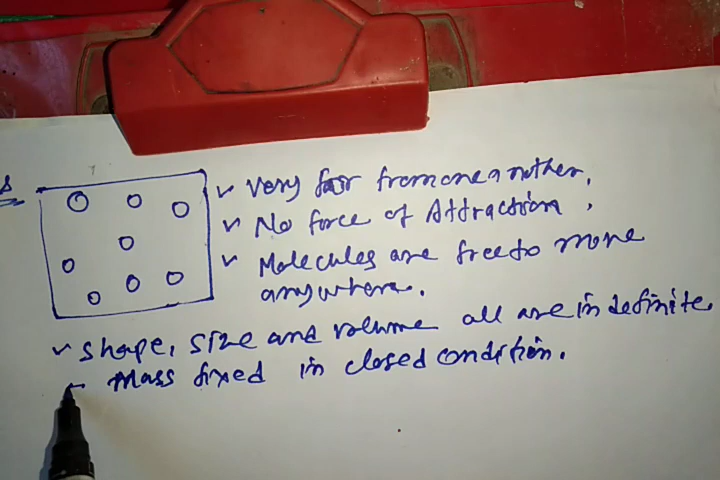 ✓ Very far from one another,
✓ No force of Attraction,
✓ Molecules are free to move
anywhere.
✓ shape, size and volume all are indefinite.
Mass fixed in closed condition.